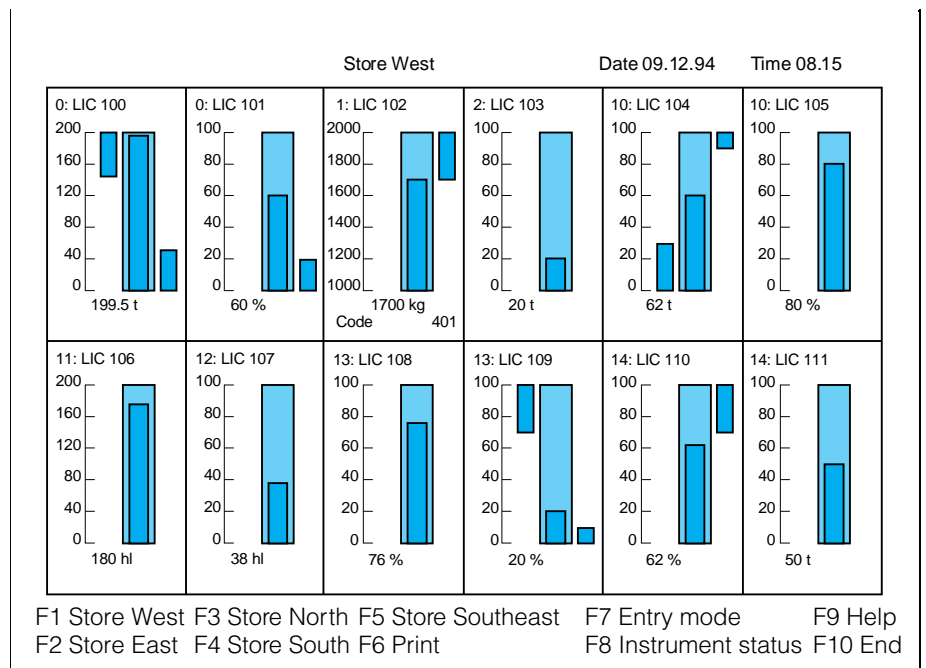 Store West Date 09.12.94 Time 08.15
0: LIC 100 0: LIC 101 1: LIC 102 2: LIC 103 10: LIC 104 10: LIC 105
200 100 2000 100 100 100
160 80 1800 80 80 80
120 60 1600 60 60 60
80 40 1400 40 40 40
40 20 1200 20 20 20
0 0 1000 0 0 0
199.5 t 60 % 1700 kg 20 t 62 t 80 %
Code 401
11: LIC 106 12: LIC 107 13: LIC 108 13: LIC 109 14: LIC 110 14: LIC 111
200 100 100 100 100 100
160 80 80 80 80 80
120 60 60 60 60 60
80 40 40 40 40 40
40 20 20 20 20 20
0 0 0 0 0 0
180 hl 38 hl 76 % 20 % 62 % 50 t
F1 Store West F3 Store North F5 Store Southeast F7 Entry mode F9 Help
F2 Store East F4 Store South F6 Print F8 Instrument status F10 End